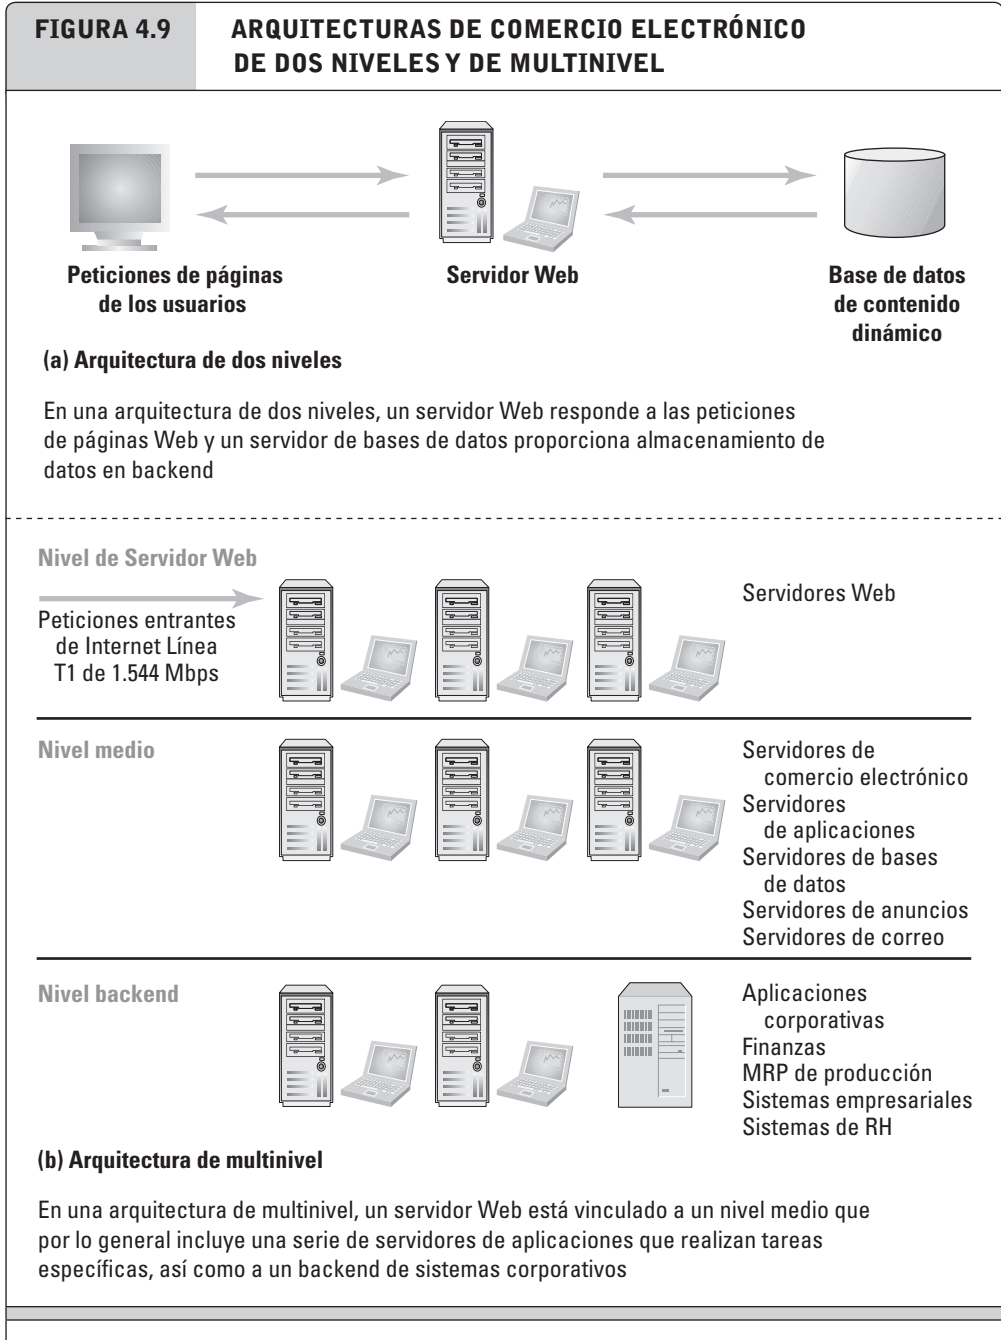 FIGURA 4.9
ARQUITECTURAS DE COMERCIO ELECTRÓNICO
DE DOS NIVELES Y DE MULTINIVEL
Peticiones de páginas
de los usuarios
Servidor Web
Base de datos
de contenido
dinámico
(a) Arquitectura de dos niveles
En una arquitectura de dos niveles, un servidor Web responde a las peticiones
de páginas Web y un servidor de bases de datos proporciona almacenamiento de
datos en backend
Nivel de Servidor Web
Peticiones entrantes
de Internet Línea
T1 de 1.544 Mbps
Servidores Web
Nivel medio
Servidores de
comercio electrónico
Servidores
de aplicaciones
Servidores de bases
de datos
Servidores de anuncios
Servidores de correo
Nivel backend
Aplicaciones
corporativas
Finanzas
MRP de producción
Sistemas empresariales
Sistemas de RH
(b) Arquitectura de multinivel
En una arquitectura de multinivel, un servidor Web está vinculado a un nivel medio que
por lo general incluye una serie de servidores de aplicaciones que realizan tareas
específicas, así como a un backend de sistemas corporativos